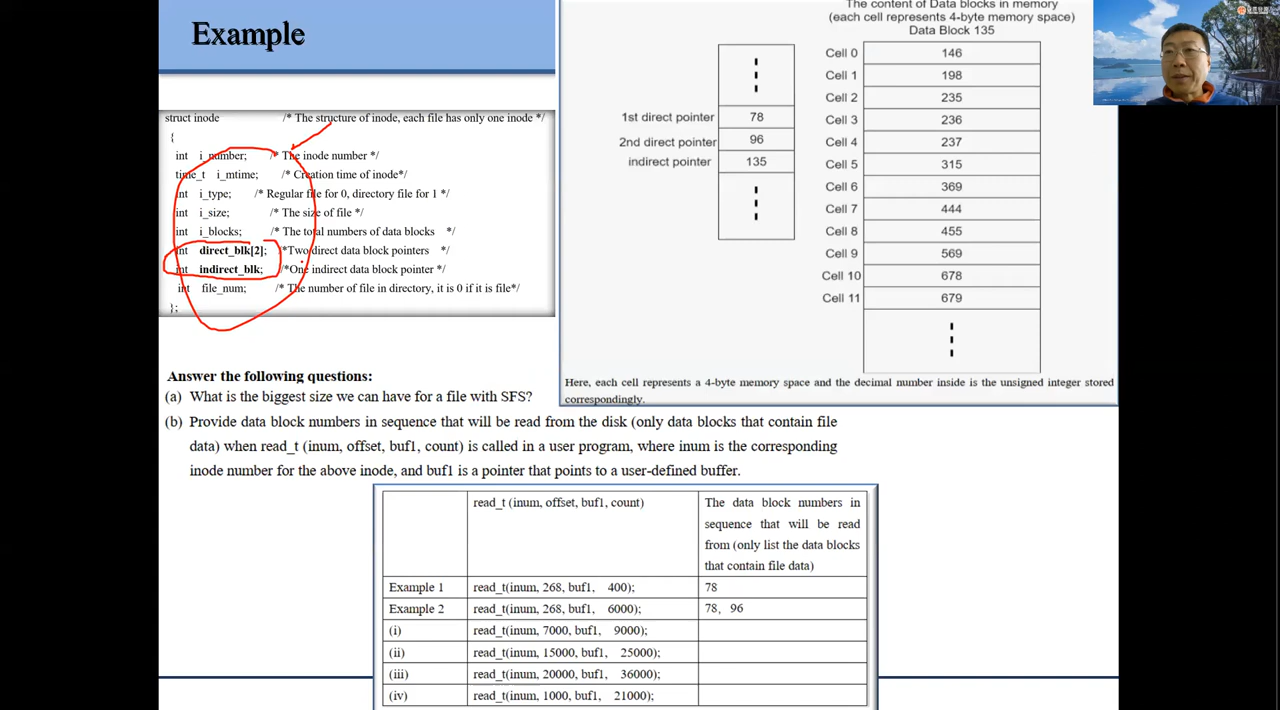 Example
struct inode /* The structure of inode, each file has only one inode */
{
int i_number; /* The inode number */
time_t i_mtime; /* Creation time of inode*/
int i_type; /* Regular file for 0, directory file for 1 */
int i_size; /* The size of file */
int i_blocks; /* The total numbers of data blocks */
int direct_blk[2]; /*Two direct data block pointers */
int indirect_blk; /*One indirect data block pointer */
int file_num; /* The number of file in directory, it is 0 if it is file*/
};
The content of Data blocks in memory
(each cell represents 4-byte memory space)
Data Block 135
1st direct pointer 78
2nd direct pointer 96
indirect pointer 135
Cell 0 146
Cell 1 198
Cell 2 235
Cell 3 236
Cell 4 237
Cell 5 315
Cell 6 369
Cell 7 444
Cell 8 455
Cell 9 569
Cell 10 678
Cell 11 679
Here, each cell represents a 4-byte memory space and the decimal number inside is the unsigned integer stored
correspondingly.
Answer the following questions:
(a) What is the biggest size we can have for a file with SFS?
(b) Provide data block numbers in sequence that will be read from the disk (only data blocks that contain file
data) when read_t (inum, offset, buf1, count) is called in a user program, where inum is the corresponding
inode number for the above inode, and buf1 is a pointer that points to a user-defined buffer.
read_t (inum, offset, buf1, count) The data block numbers in
sequence that will be read
from (only list the data blocks
that contain file data)
Example 1 read_t(inum, 268, buf1, 400); 78
Example 2 read_t(inum, 268, buf1, 6000); 78, 96
(i) read_t(inum, 7000, buf1, 9000);
(ii) read_t(inum, 15000, buf1, 25000);
(iii) read_t(inum, 20000, buf1, 36000);
(iv) read_t(inum, 1000, buf1, 21000);